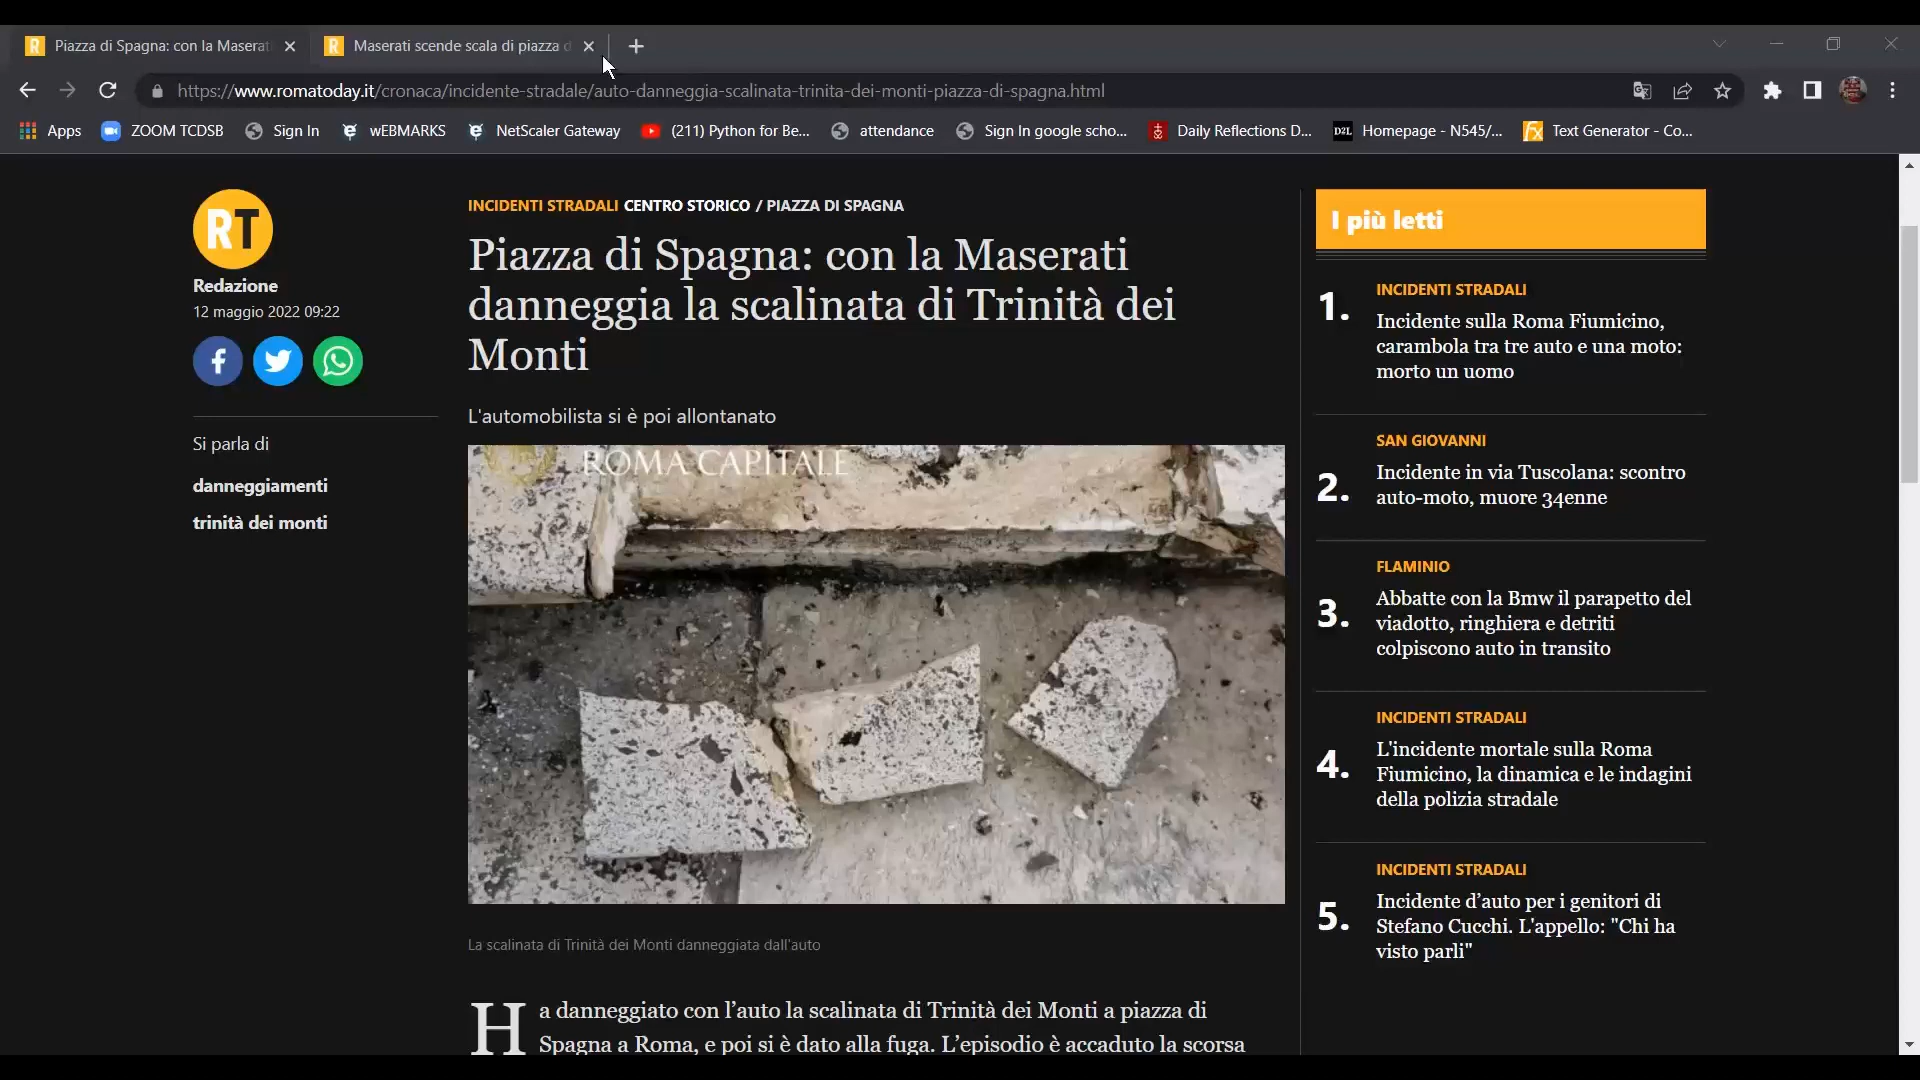 Piazza di Spagna: con la Maserat
Maserati scende scala di piazza d
https://www.romatoday.it/cronaca/incidente-stradale/auto-danneggia-scalinata-trinita-dei-monti-piazza-di-spagna.html
Apps
ZOOM TCDSB
Sign In
wEBMARKS
NetScaler Gateway
(211) Python for Be...
attendance
Sign In google scho...
Daily Reflections D...
D2L
Homepage - N545/...
Text Generator - Co...
RT
Redazione
12 maggio 2022 09:22
Si parla di
danneggiamenti
trinità dei monti
INCIDENTI STRADALI CENTRO STORICO / PIAZZA DI SPAGNA
Piazza di Spagna: con la Maserati
danneggia la scalinata di Trinità dei
Monti
L'automobilista si è poi allontanato
ROMA CAPITALE
La scalinata di Trinità dei Monti danneggiata dall'auto
Ha danneggiato con l’auto la scalinata di Trinità dei Monti a piazza di
Spagna a Roma, e poi si è dato alla fuga. L’episodio è accaduto la scorsa
I più letti
1.
INCIDENTI STRADALI
Incidente sulla Roma Fiumicino,
carambola tra tre auto e una moto:
morto un uomo
2.
SAN GIOVANNI
Incidente in via Tuscolana: scontro
auto-moto, muore 34enne
3.
FLAMINIO
Abbatte con la Bmw il parapetto del
viadotto, ringhiera e detriti
colpiscono auto in transito
4.
INCIDENTI STRADALI
L'incidente mortale sulla Roma
Fiumicino, la dinamica e le indagini
della polizia stradale
5.
INCIDENTI STRADALI
Incidente d’auto per i genitori di
Stefano Cucchi. L'appello: "Chi ha
visto parli"